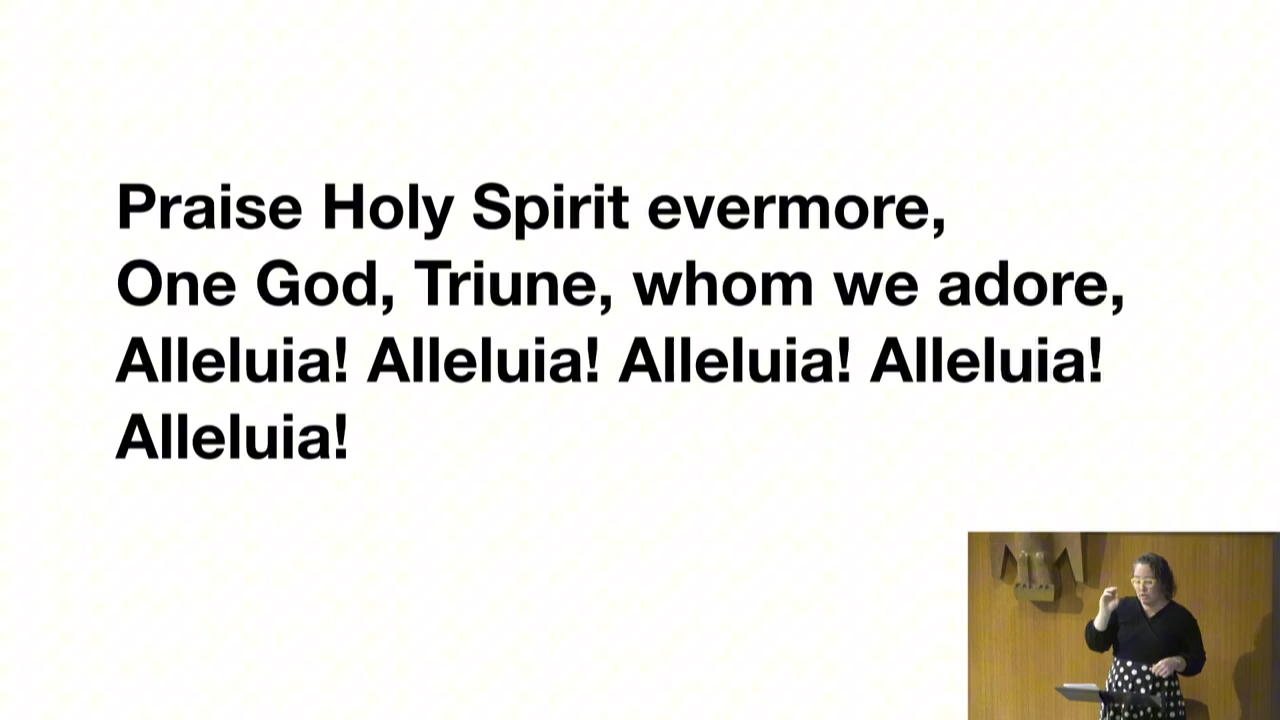 Praise Holy Spirit evermore,
One God, Triune, whom we adore,
Alleluia! Alleluia! Alleluia! Alleluia!
Alleluia!